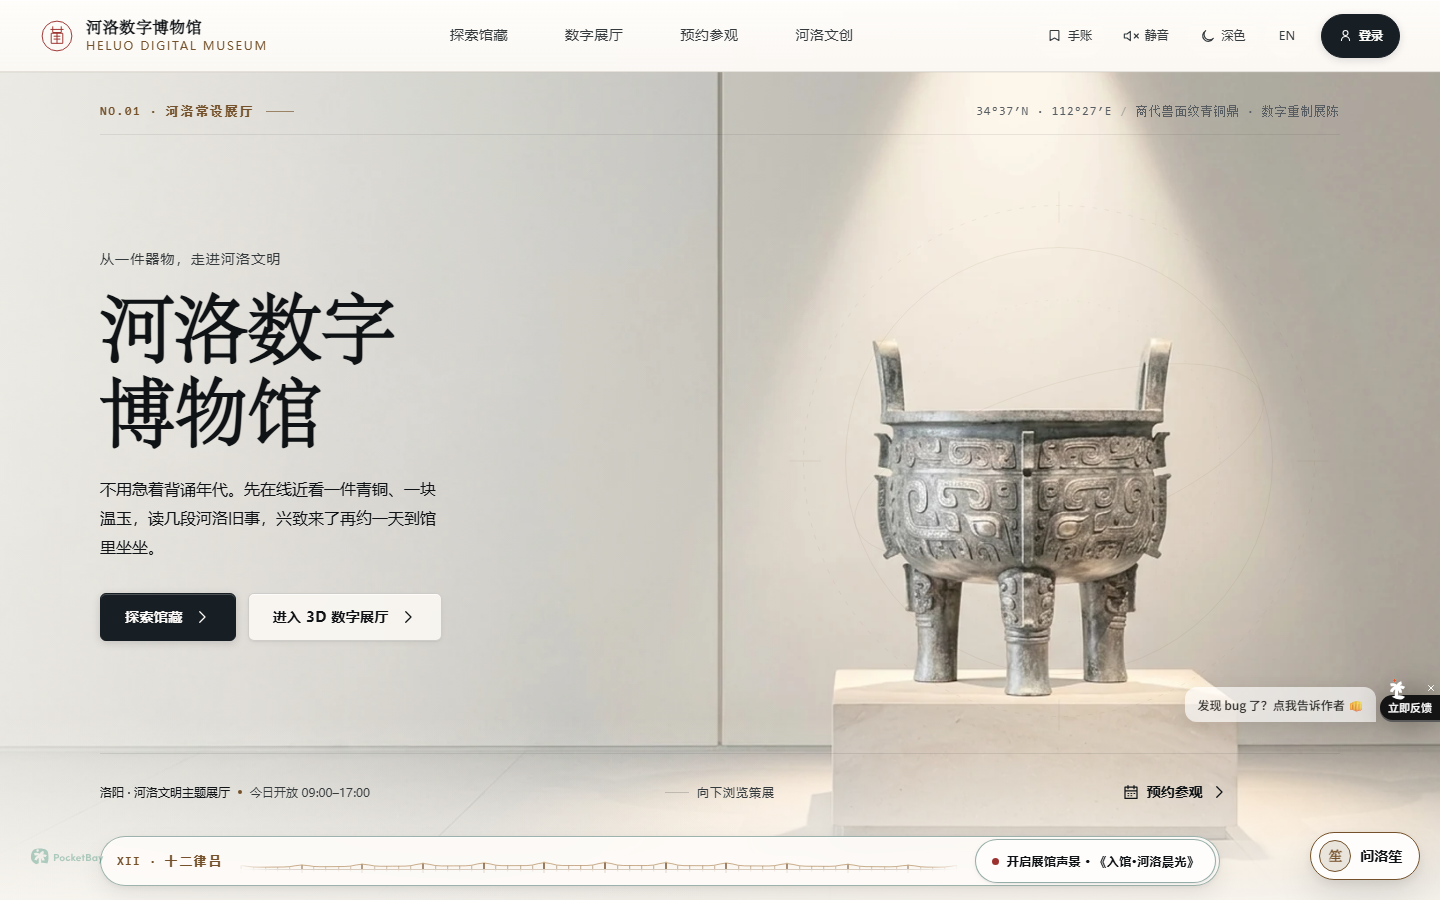 河洛数字博物馆
HELUO DIGITAL MUSEUM
探索馆藏
数字展厅
预约参观
河洛文创
手账
静音
深色
EN
登录
NO.01 · 河洛常设展厅
34°37′N · 112°27′E / 商代兽面纹青铜鼎 · 数字重制展陈
从一件器物，走进河洛文明
河洛数字
博物馆
不用急着背诵年代。先在线近看一件青铜、一块
温玉，读几段河洛旧事，兴致来了再约一天到馆
里坐坐。
探索馆藏
进入 3D 数字展厅
发现 bug 了？点我告诉作者 👊
立即反馈
洛阳 · 河洛文明主题展厅 • 今日开放 09:00–17:00
向下浏览策展
预约参观
PocketBay
XII · 十二律吕
开启展馆声景 · 《入馆·河洛晨光》
笙 问洛笙